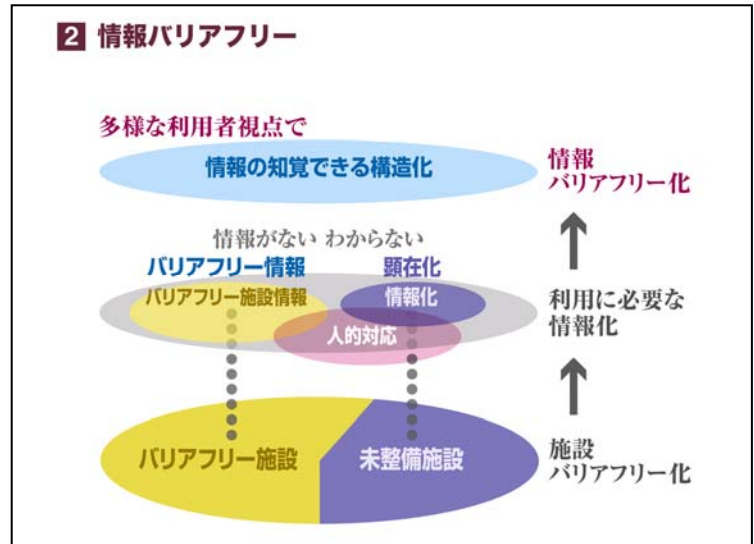 2 情報バリアフリー
多様な利用者視点で
情報の知覚できる構造化
情報
バリアフリー化
情報がない わからない
バリアフリー情報
顕在化
バリアフリー施設情報
情報化
人的対応
利用に必要な
情報化
バリアフリー施設
未整備施設
施設
バリアフリー化